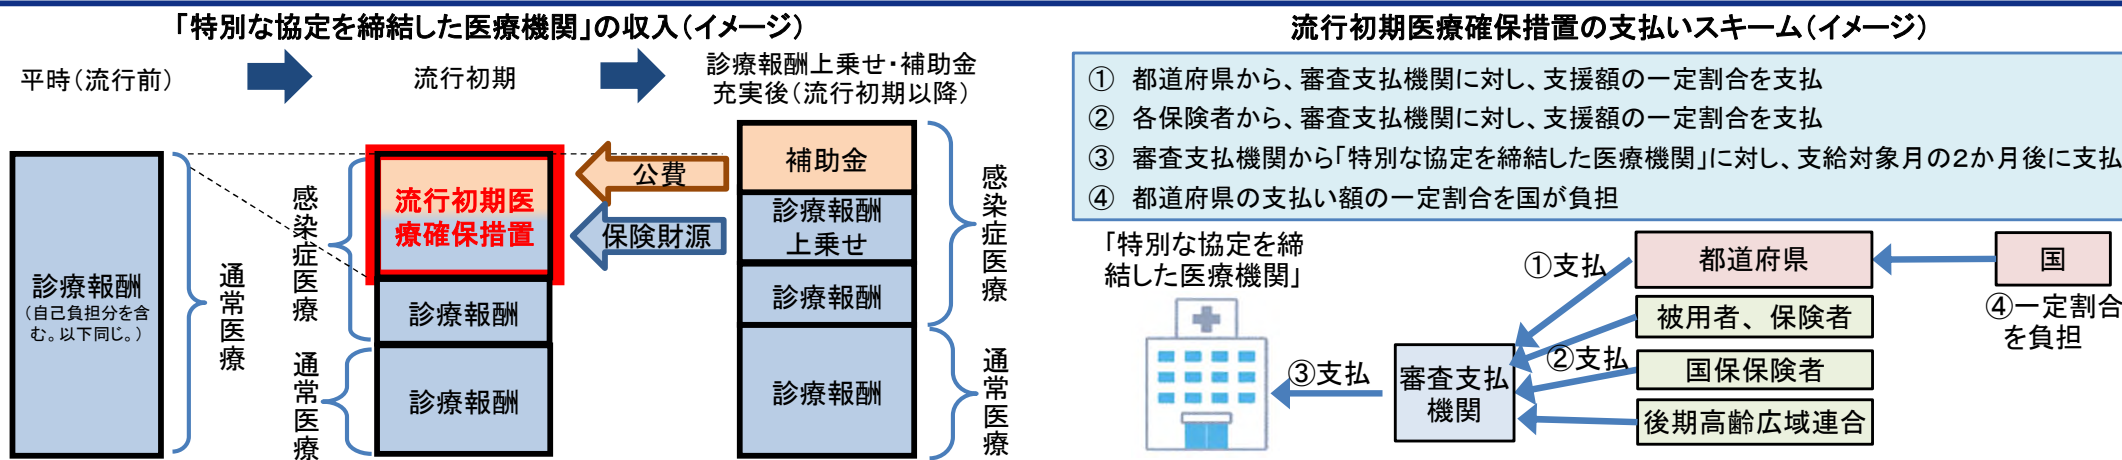 「特別な協定を締結した医療機関」の収入（イメージ）
平時（流行前）
流行初期
診療報酬上乗せ・補助金
充実後（流行初期以降）
診療報酬
（自己負担分を含
む。以下同じ。）
通常医療
感染症医療
通常医療
流行初期医
療確保措置
診療報酬
診療報酬
公費
保険財源
補助金
診療報酬
上乗せ
診療報酬
診療報酬
感染症医療
通常医療
流行初期医療確保措置の支払いスキーム（イメージ）
① 都道府県から、審査支払機関に対し、支援額の一定割合を支払
② 各保険者から、審査支払機関に対し、支援額の一定割合を支払
③ 審査支払機関から「特別な協定を締結した医療機関」に対し、支給対象月の２か月後に支払
④ 都道府県の支払い額の一定割合を国が負担
「特別な協定を締
結した医療機関」
③支払
審査支払
機関
①支払
②支払
都道府県
被用者、保険者
国保保険者
後期高齢広域連合
国
④一定割合
を負担